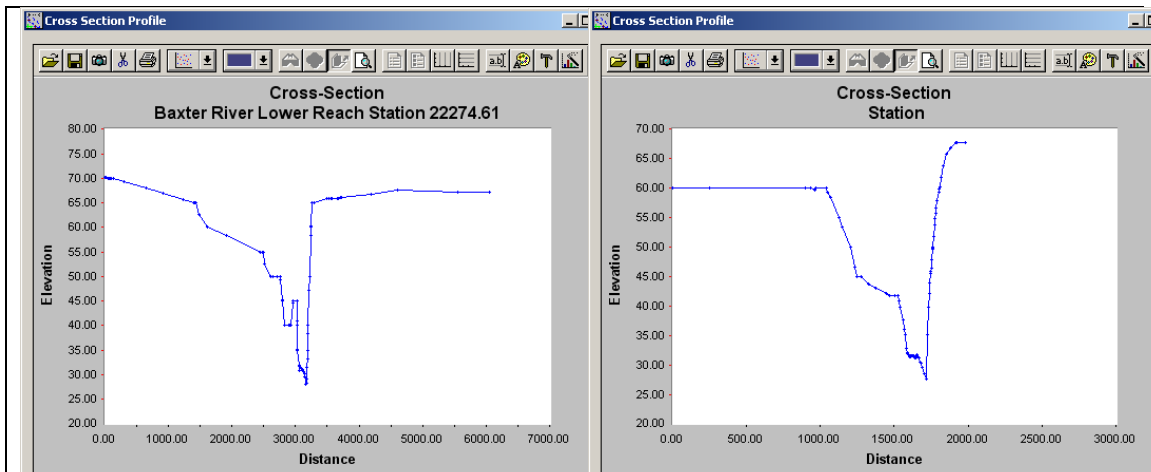 Cross Section Profile
a.b
T
Cross-Section
Baxter River Lower Reach Station 22274.61
80.00
75.00
70.00
65.00
60.00
55.00
50.00
45.00
40.00
35.00
30.00
25.00
20.00
Elevation
0.00 1000.00 2000.00 3000.00 4000.00 5000.00 6000.00 7000.00
Distance
Cross Section Profile
a.b
T
Cross-Section
Station
70.00
65.00
60.00
55.00
50.00
45.00
40.00
35.00
30.00
25.00
20.00
Elevation
0.00 500.00 1000.00 1500.00 2000.00 2500.00 3000.00
Distance